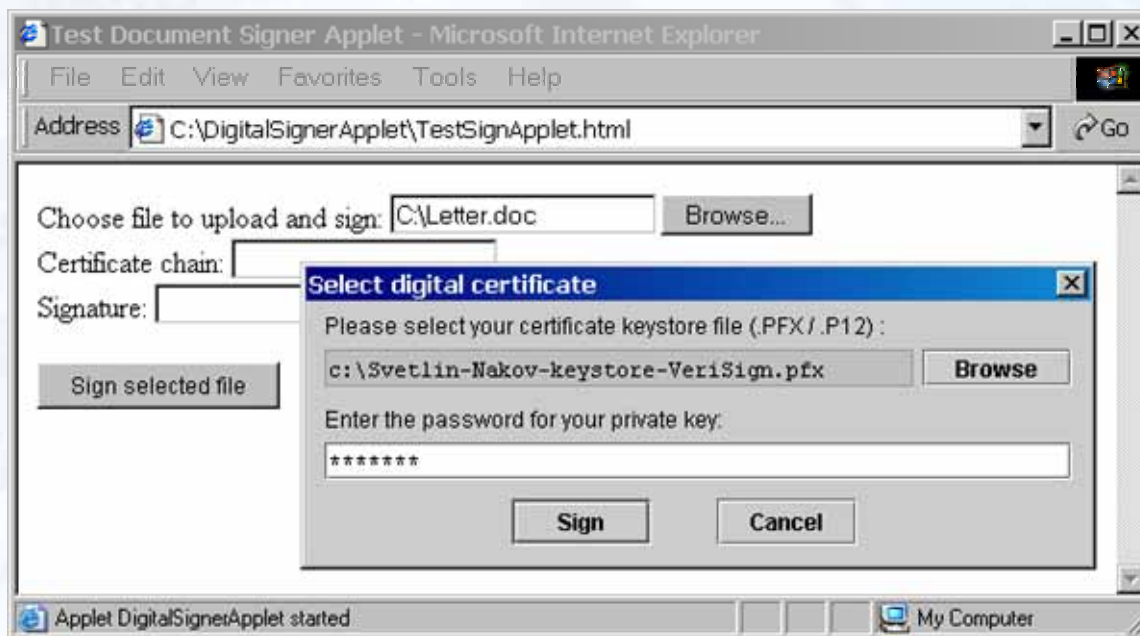 Test Document Signer Applet - Microsoft Internet Explorer
File Edit View Favorites Tools Help
Address C:\DigitalSignerApplet\TestSignApplet.html Go
Choose file to upload and sign: C:\Letter.doc Browse...
Certificate chain:
Signature:
Sign selected file
Select digital certificate
Please select your certificate keystore file (.PFX / .P12) :
c:\Svetlin-Nakov-keystore-VeriSign.pfx Browse
Enter the password for your private key:
*******
Sign Cancel
Applet DigitalSignerApplet started My Computer